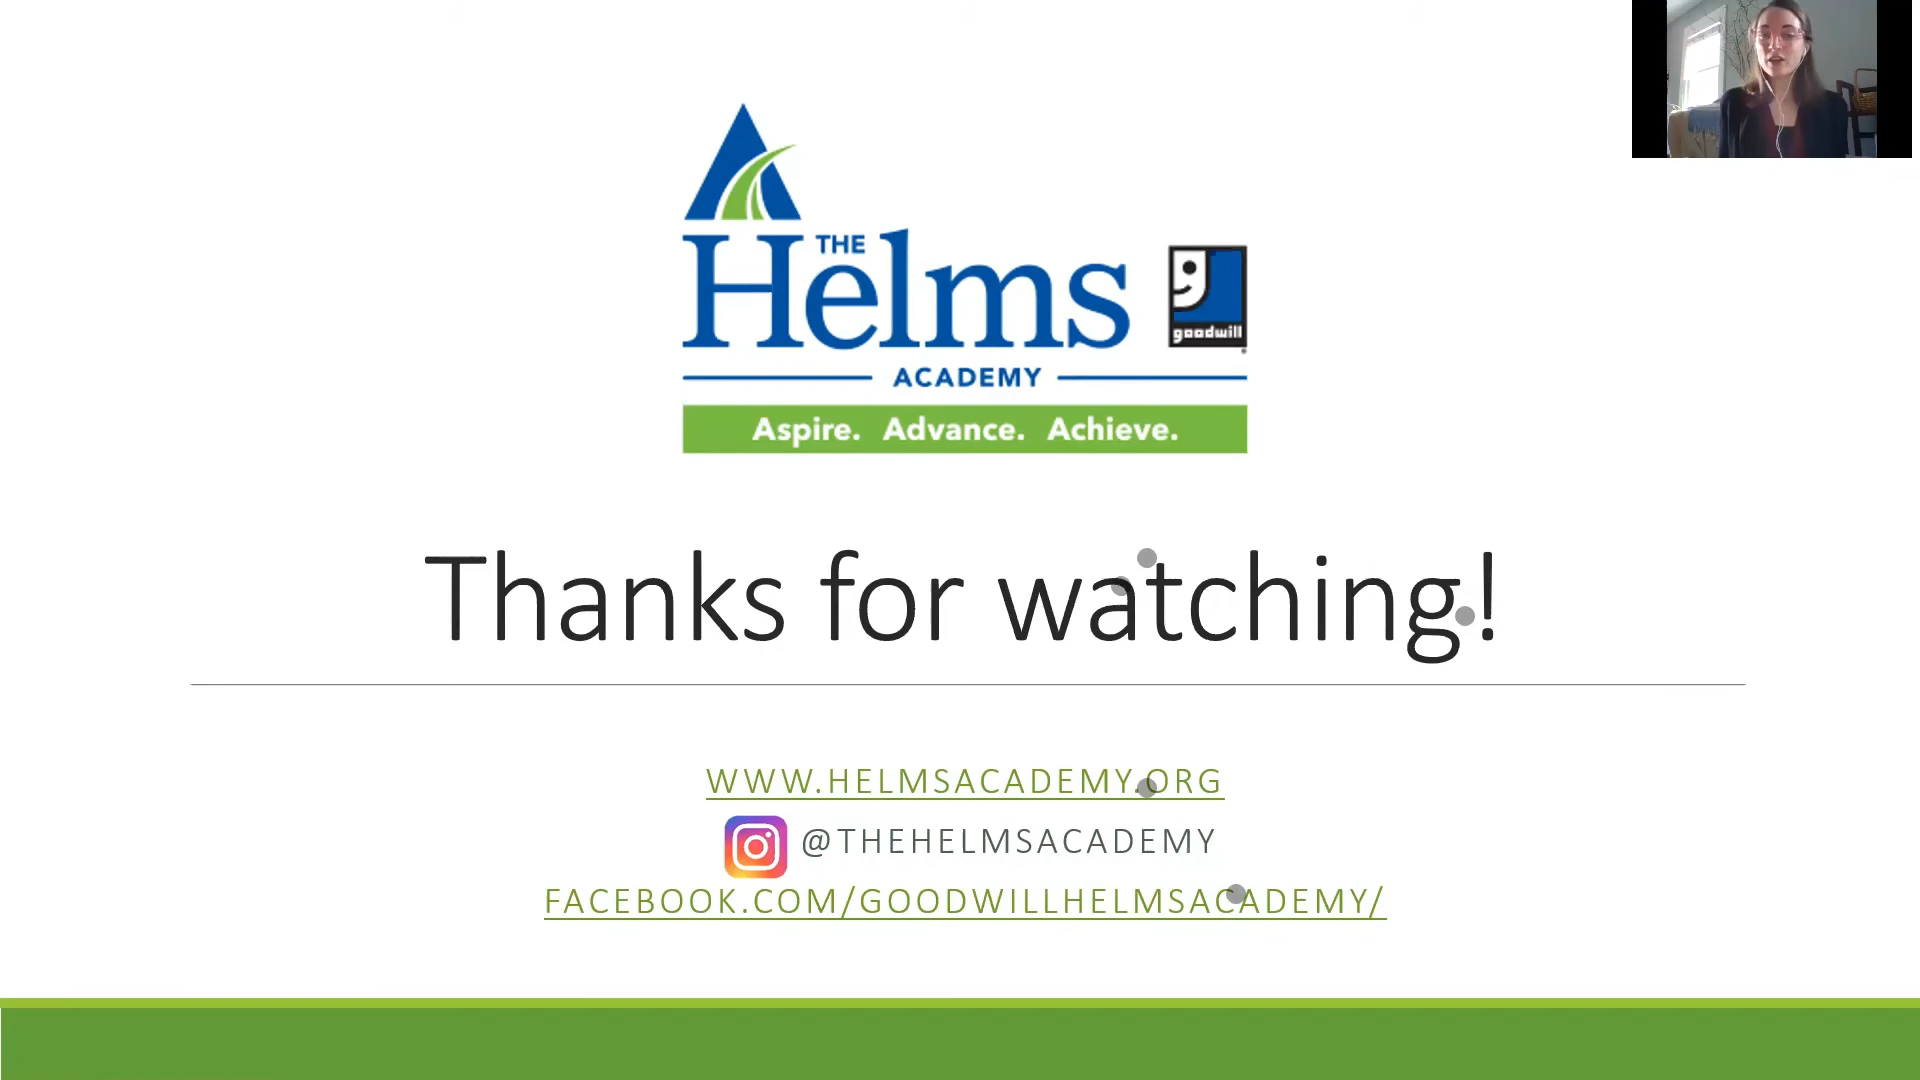 THE
Helms
goodwill
ACADEMY
Aspire. Advance. Achieve.
Thanks for watching!
WWW.HELMSACADEMY.ORG
@THEHELMSACADEMY
FACEBOOK.COM/GOODWILLHELMSACADEMY/